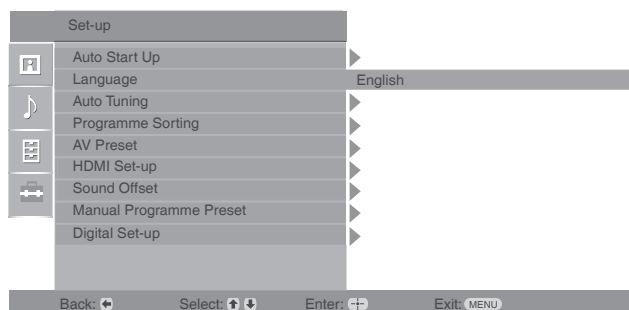 Set-up
Auto Start Up
Language English
Auto Tuning
Programme Sorting
AV Preset
HDMI Set-up
Sound Offset
Manual Programme Preset
Digital Set-up
Back: Select: Enter: Exit: MENU